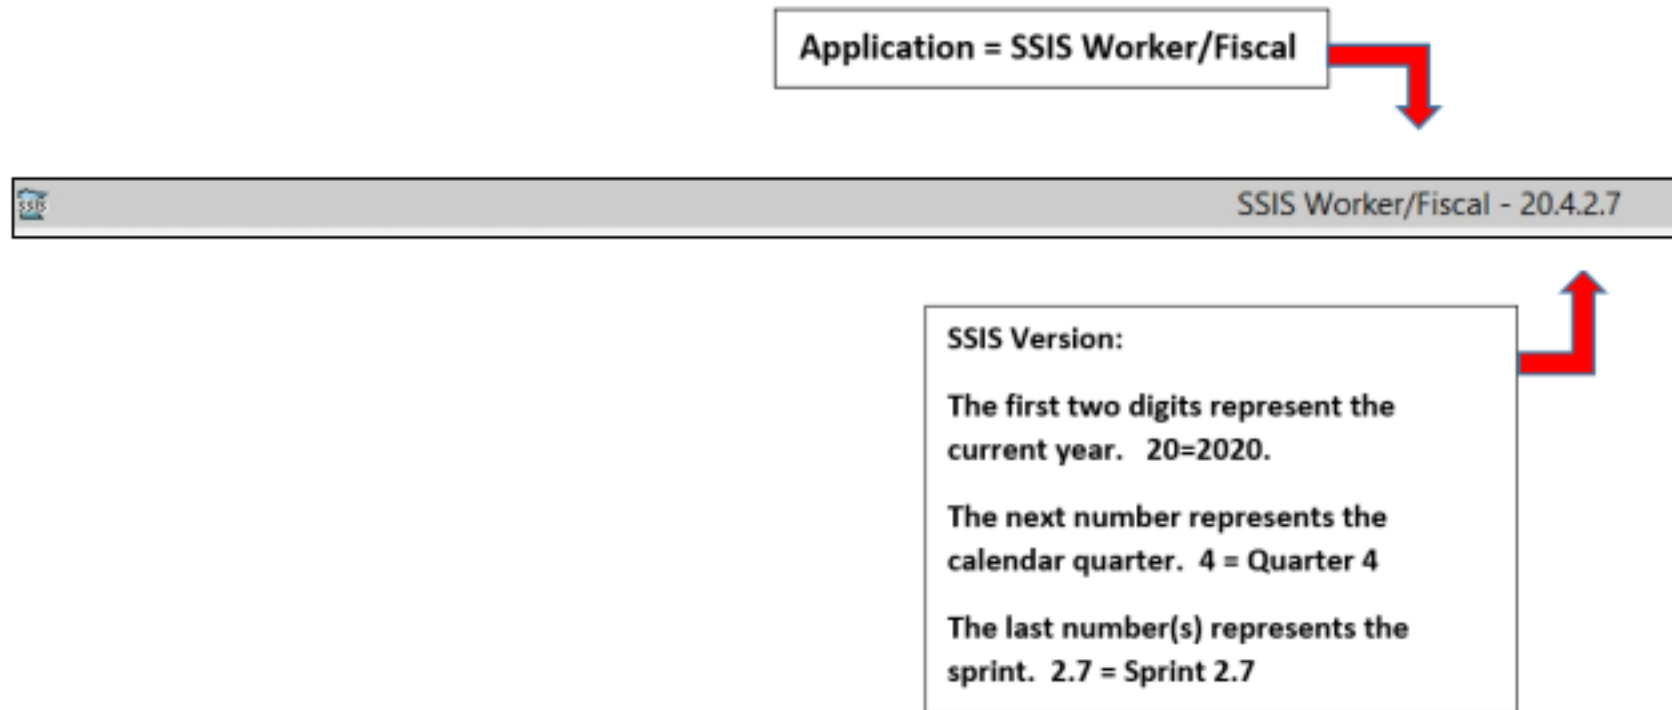 Application = SSIS Worker/Fiscal
ssis
SSIS Worker/Fiscal - 20.4.2.7
SSIS Version:
The first two digits represent the
current year. 20=2020.
The next number represents the
calendar quarter. 4 = Quarter 4
The last number(s) represents the
sprint. 2.7 = Sprint 2.7